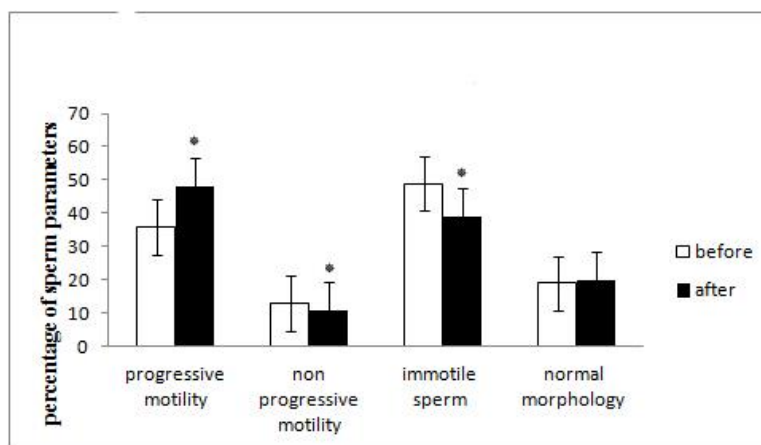 percentage of sperm parameters
70
60
50
40
30
20
10
0
*
*
*
progressive
motility
non
progressive
motility
immotile
sperm
normal
morphology
before
after